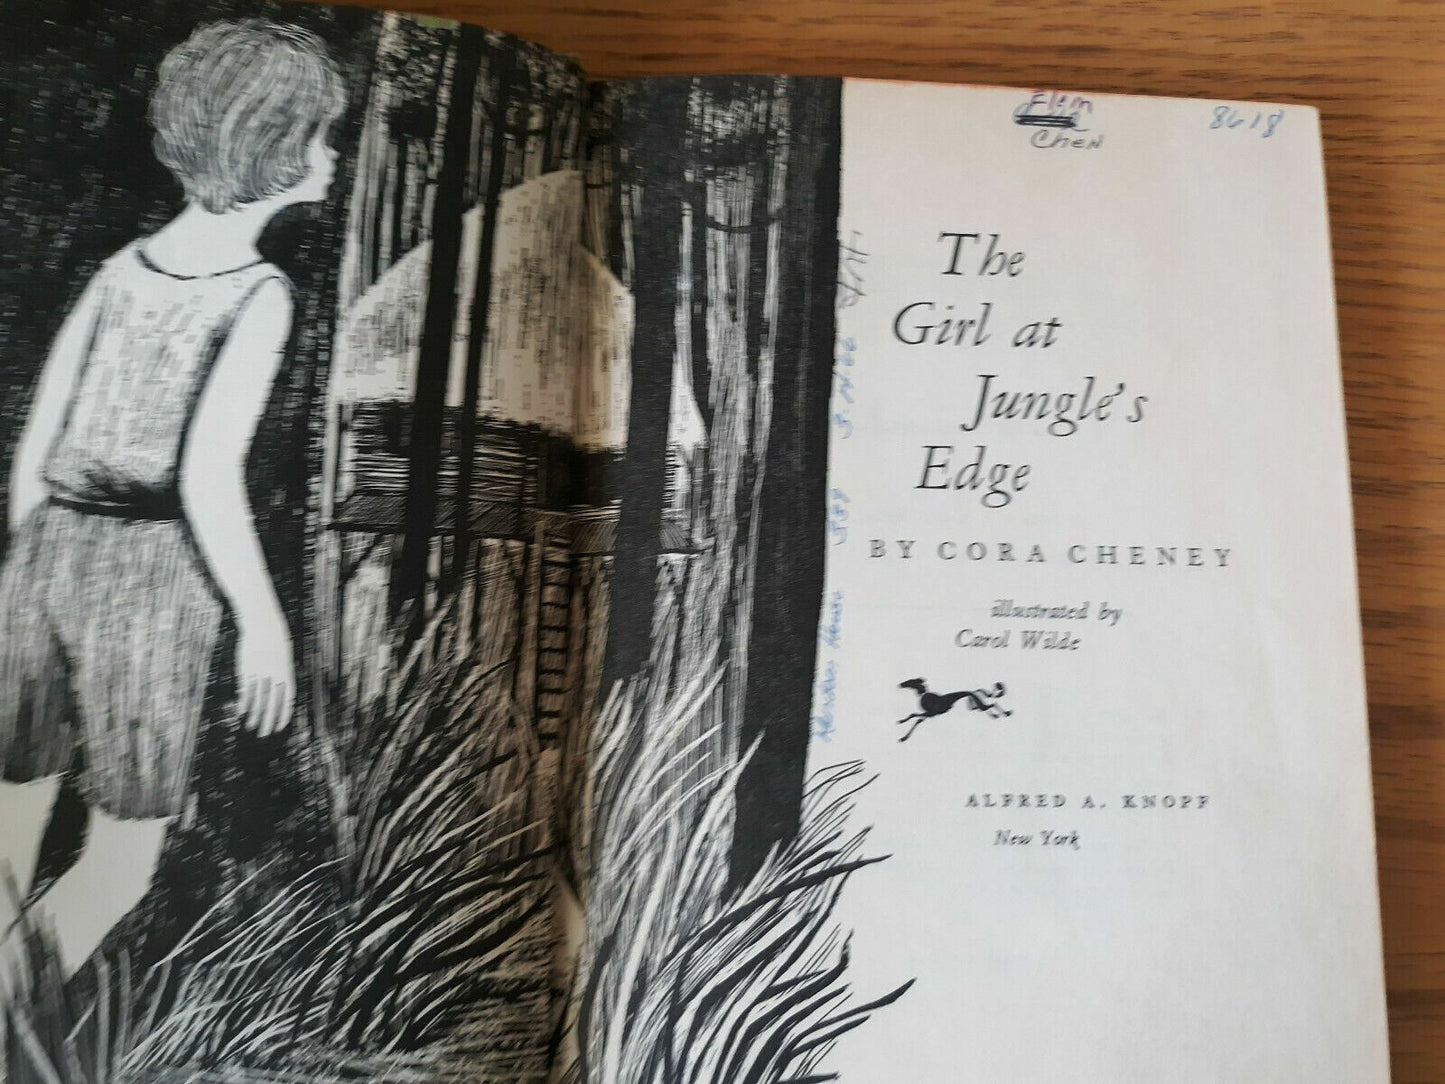 Elem
Chen
8618
The
Girl at
Jungle's
Edge
BY CORA CHENEY
illustrated by
Carol Wilde
ALFRED A. KNOPF
New York